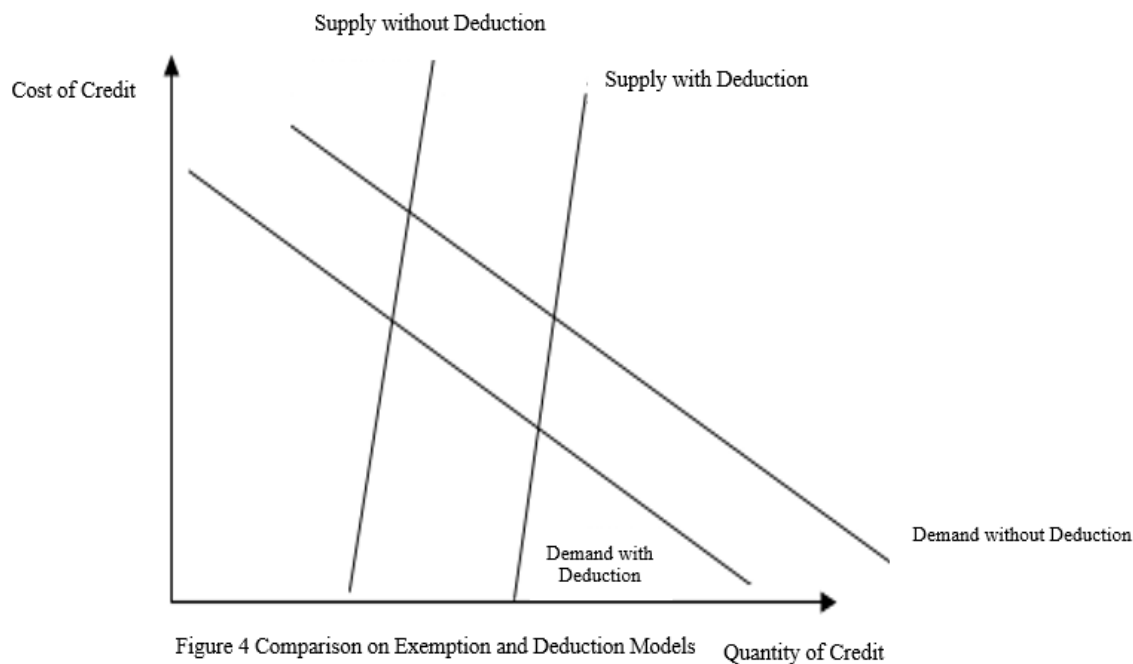 Supply without Deduction
Cost of Credit
Supply with Deduction
Demand without Deduction
Demand with
Deduction
Figure 4 Comparison on Exemption and Deduction Models
Quantity of Credit